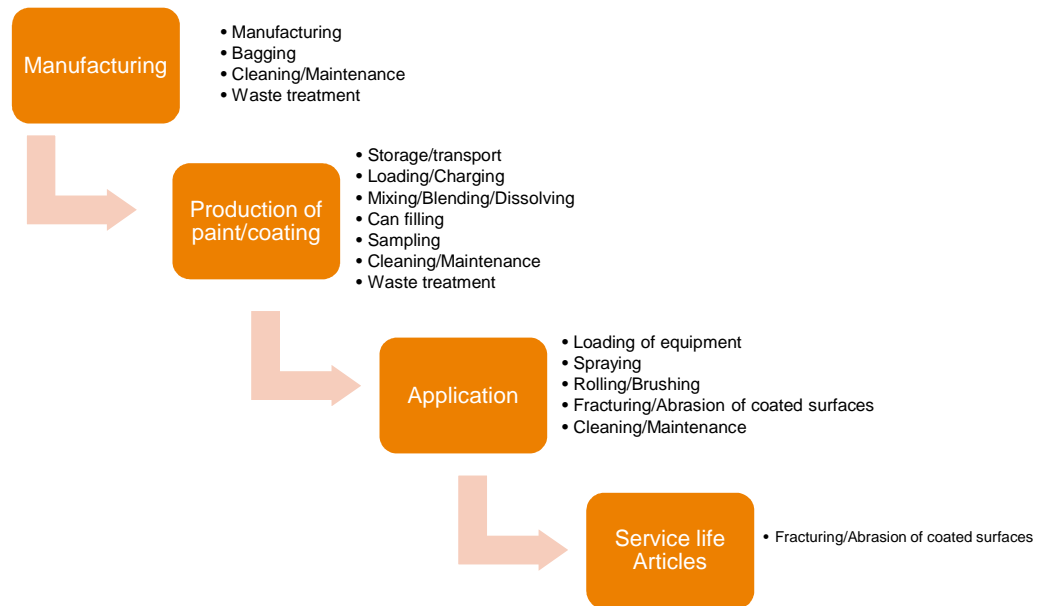 Manufacturing
• Manufacturing
• Bagging
• Cleaning/Maintenance
• Waste treatment
Production of
paint/coating
• Storage/transport
• Loading/Charging
• Mixing/Blending/Dissolving
• Can filling
• Sampling
• Cleaning/Maintenance
• Waste treatment
Application
• Loading of equipment
• Spraying
• Rolling/Brushing
• Fracturing/Abrasion of coated surfaces
• Cleaning/Maintenance
Service life
Articles
• Fracturing/Abrasion of coated surfaces